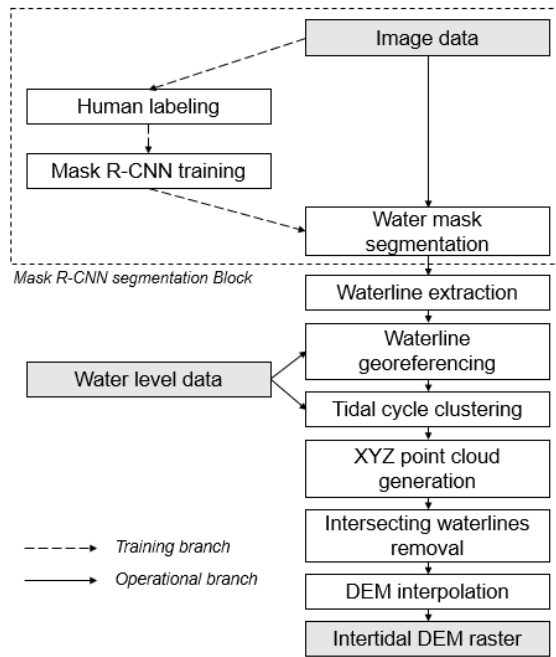 Image data
Human labeling
Mask R-CNN training
Water mask
segmentation
Mask R-CNN segmentation Block
Waterline extraction
Waterline
georeferencing
Water level data
Tidal cycle clustering
XYZ point cloud
generation
Intersecting waterlines
removal
Training branch
Operational branch
DEM interpolation
Intertidal DEM raster